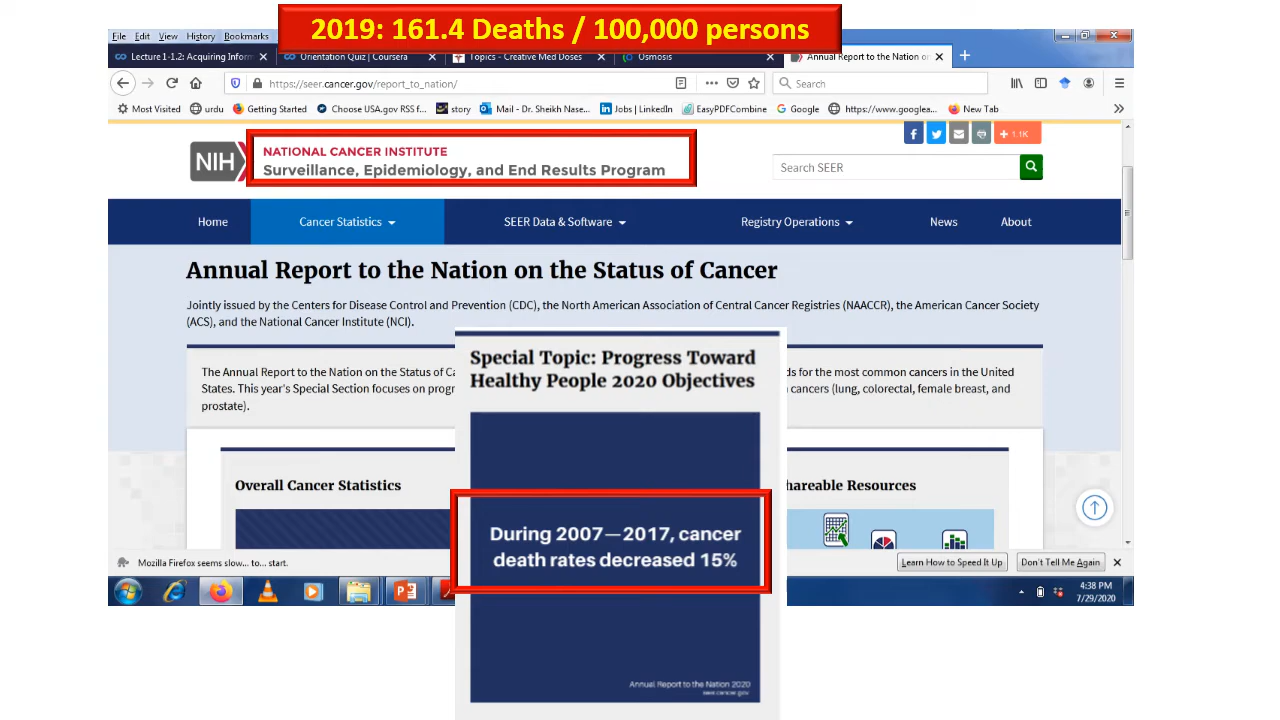 2019: 161.4 Deaths / 100,000 persons
File Edit View History Bookmarks
Lecture 1-1.2: Acquiring Inform
Orientation Quiz | Coursera
Topics - Creative Med Doses
Osmosis
Annual Report to the Nation o
https://seer.cancer.gov/report_to_nation/
Search
Most Visited
urdu
Getting Started
Choose USA.gov RSS f...
story
Mail - Dr. Sheikh Nase...
Jobs | LinkedIn
EasyPDFCombine
Google
https://www.googlea...
New Tab
1.1K
NIH
NATIONAL CANCER INSTITUTE
Surveillance, Epidemiology, and End Results Program
Search SEER
Home
Cancer Statistics
SEER Data & Software
Registry Operations
News
About
Annual Report to the Nation on the Status of Cancer
Jointly issued by the Centers for Disease Control and Prevention (CDC), the North American Association of Central Cancer Registries (NAACCR), the American Cancer Society
(ACS), and the National Cancer Institute (NCI).
The Annual Report to the Nation on the Status of Ca
ds for the most common cancers in the United
States. This year's Special Section focuses on progr
cancers (lung, colorectal, female breast, and
prostate).
Special Topic: Progress Toward
Healthy People 2020 Objectives
Overall Cancer Statistics
hareable Resources
During 2007—2017, cancer
death rates decreased 15%
Mozilla Firefox seems slow... to... start.
Learn How to Speed It Up
Don't Tell Me Again
4:38 PM
7/29/2020
Annual Report to the Nation 2020
seer.cancer.gov